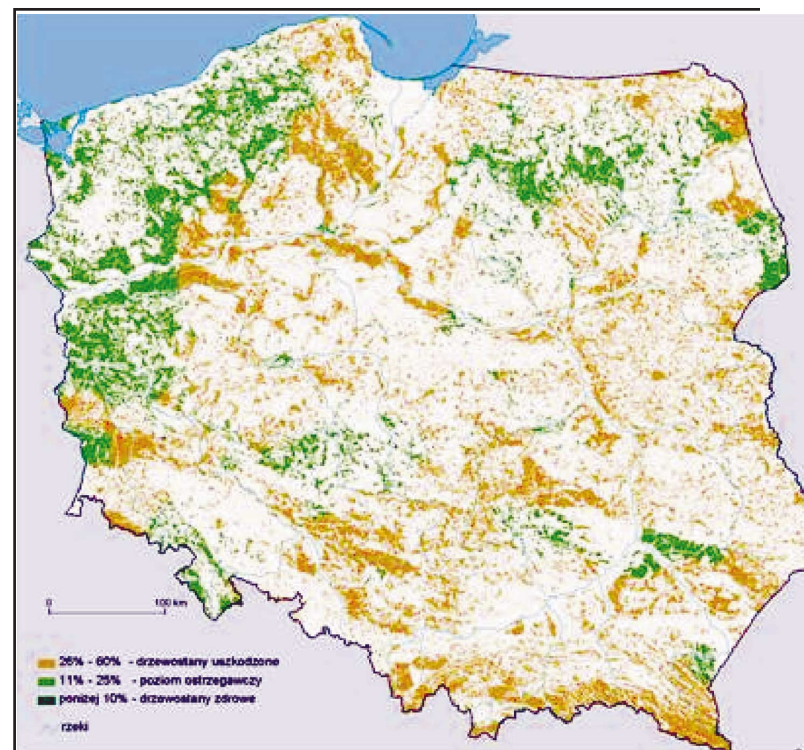 0 100 km
26% - 60% - drzewostany uszkodzone
11% - 25% - poziom ostrzegawczy
poniżej 10% - drzewostany zdrowe
rzeki